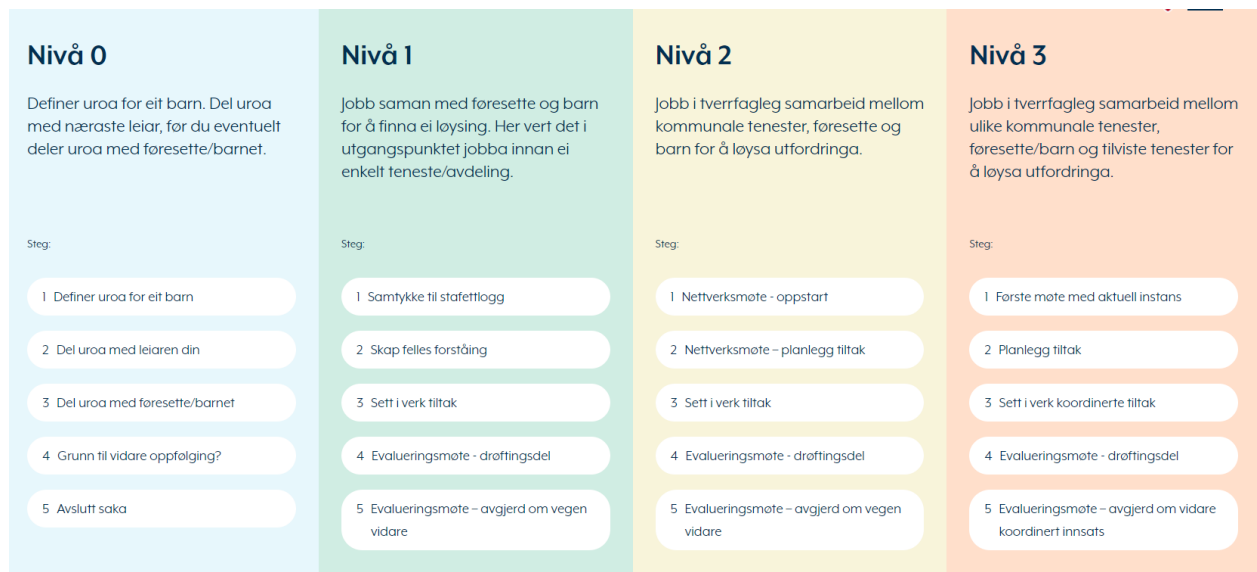 Nivå 0
Definer uroa for eit barn. Del uroa
med næraste leiar, før du eventuelt
deler uroa med føresette/barnet.
Steg:
1 Definer uroa for eit barn
2 Del uroa med leiaren din
3 Del uroa med føresette/barnet
4 Grunn til vidare oppfølging?
5 Avslutt saka
Nivå 1
Jobb saman med føresette og barn
for å finna ei løysing. Her vert det i
utgangspunktet jobba innan ei
enkelt teneste/avdeling.
Steg:
1 Samtykke til stafettlogg
2 Skap felles forståing
3 Sett i verk tiltak
4 Evalueringsmøte - drøftingsdel
5 Evalueringsmøte – avgjerd om vegen
vidare
Nivå 2
Jobb i tverrfagleg samarbeid mellom
kommunale tenester, føresette og
barn for å løysa utfordringa.
Steg:
1 Nettverksmøte - oppstart
2 Nettverksmøte – planlegg tiltak
3 Sett i verk tiltak
4 Evalueringsmøte - drøftingsdel
5 Evalueringsmøte – avgjerd om vegen
vidare
Nivå 3
Jobb i tverrfagleg samarbeid mellom
ulike kommunale tenester,
føresette/barn og tilviste tenester for
å løysa utfordringa.
Steg:
1 Første møte med aktuell instans
2 Planlegg tiltak
3 Sett i verk koordinerte tiltak
4 Evalueringsmøte - drøftingsdel
5 Evalueringsmøte – avgjerd om vidare
koordinert innsats